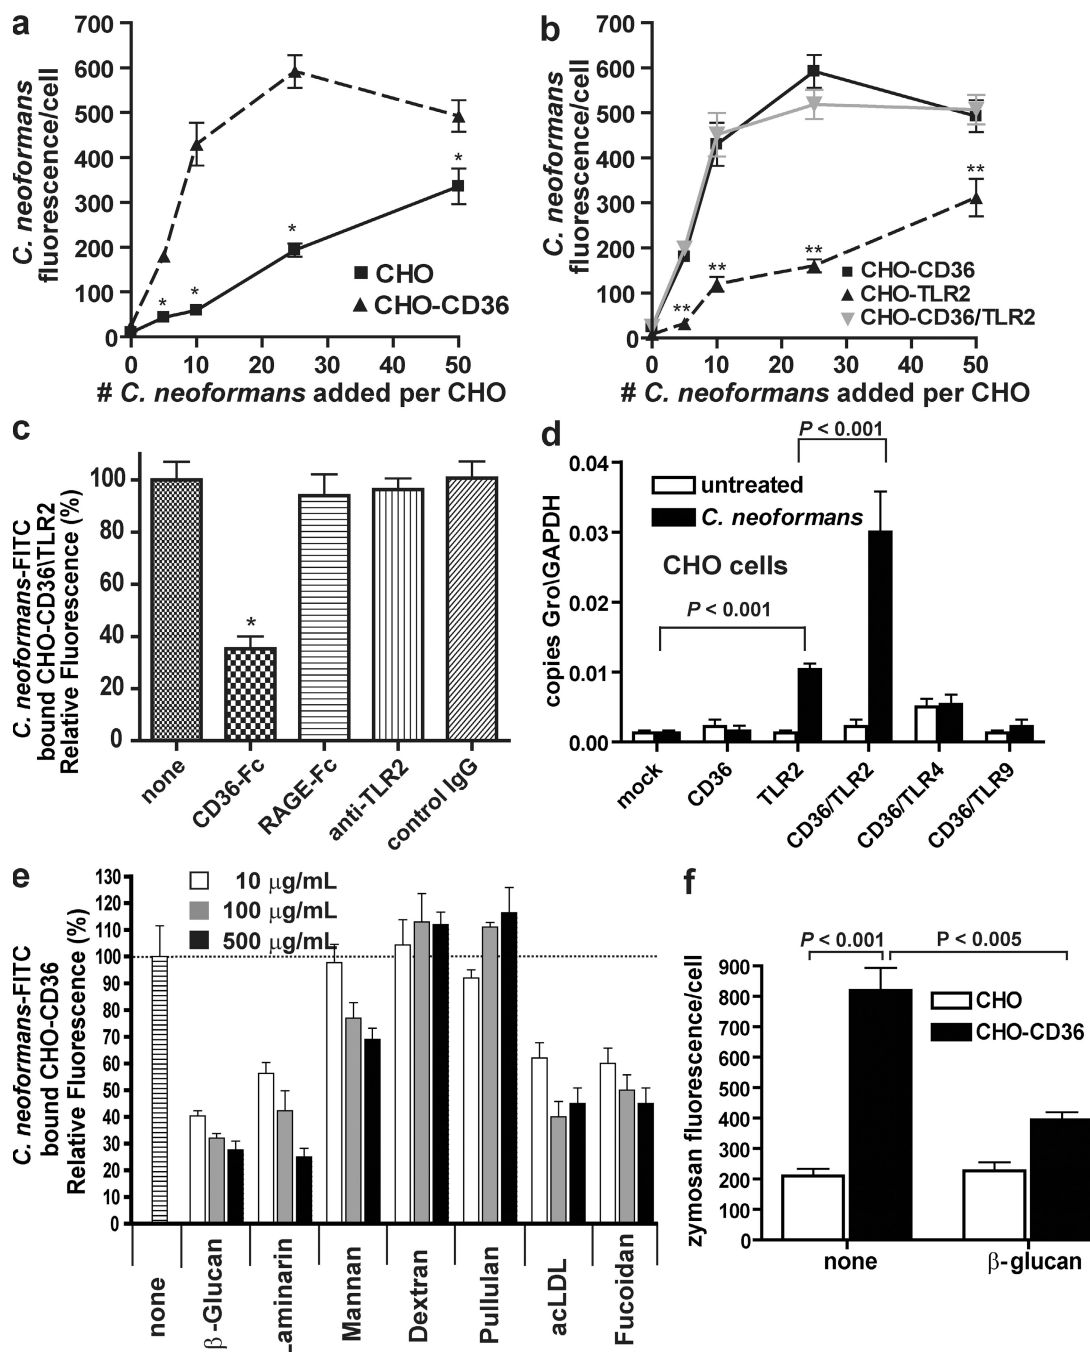 a
700
600
500
400
300
200
100
0
C. neoformans
fluorescence/cell
*
*
*
*
CHO
CHO-CD36
0 10 20 30 40 50
# C. neoformans added per CHO
b
700
600
500
400
300
200
100
0
C. neoformans
fluorescence/cell
**
**
**
**
CHO-CD36
CHO-TLR2
CHO-CD36/TLR2
0 10 20 30 40 50
# C. neoformans added per CHO
c
100
80
60
40
20
0
C. neoformans-FITC
bound CHO-CD36\TLR2
Relative Fluorescence (%)
*
none
CD36-Fc
RAGE-Fc
anti-TLR2
control IgG
d
P < 0.001
0.04
0.03
0.02
0.01
0.00
copies Gro\GAPDH
untreated
C. neoformans
CHO cells
P < 0.001
mock
CD36
TLR2
CD36/TLR2
CD36/TLR4
CD36/TLR9
e
130
120
110
100
90
80
70
60
50
40
30
20
10
0
C. neoformans-FITC
bound CHO-CD36
Relative Fluorescence (%)
10 μg/mL
100 μg/mL
500 μg/mL
none
β-Glucan
Laminarin
Mannan
Dextran
Pullulan
acLDL
Fucoidan
f
P < 0.001 P < 0.005
900
800
700
600
500
400
300
200
100
0
zymosan fluorescence/cell
CHO
CHO-CD36
none β-glucan